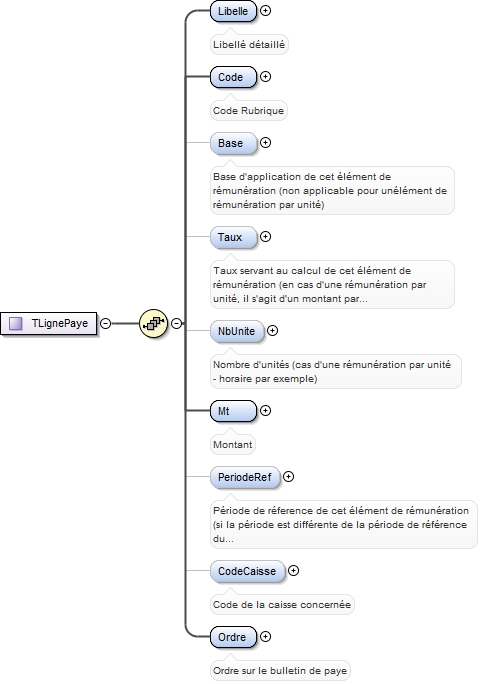 Libelle
Libellé détaillé
Code
Code Rubrique
Base
Base d'application de cet élément de
rémunération (non applicable pour unélément de
rémunération par unité)
Taux
Taux servant au calcul de cet élément de
rémunération (en cas d'une rémunération par
unité, il s'agit d'un montant par...
TLignePaye
NbUnite
Nombre d'unités (cas d'une rémunération par unité
- horaire par exemple)
Mt
Montant
PeriodeRef
Période de réference de cet élément de rémunération
(si la période est différente de la période de référence
du...
CodeCaisse
Code de la caisse concernée
Ordre
Ordre sur le bulletin de paye